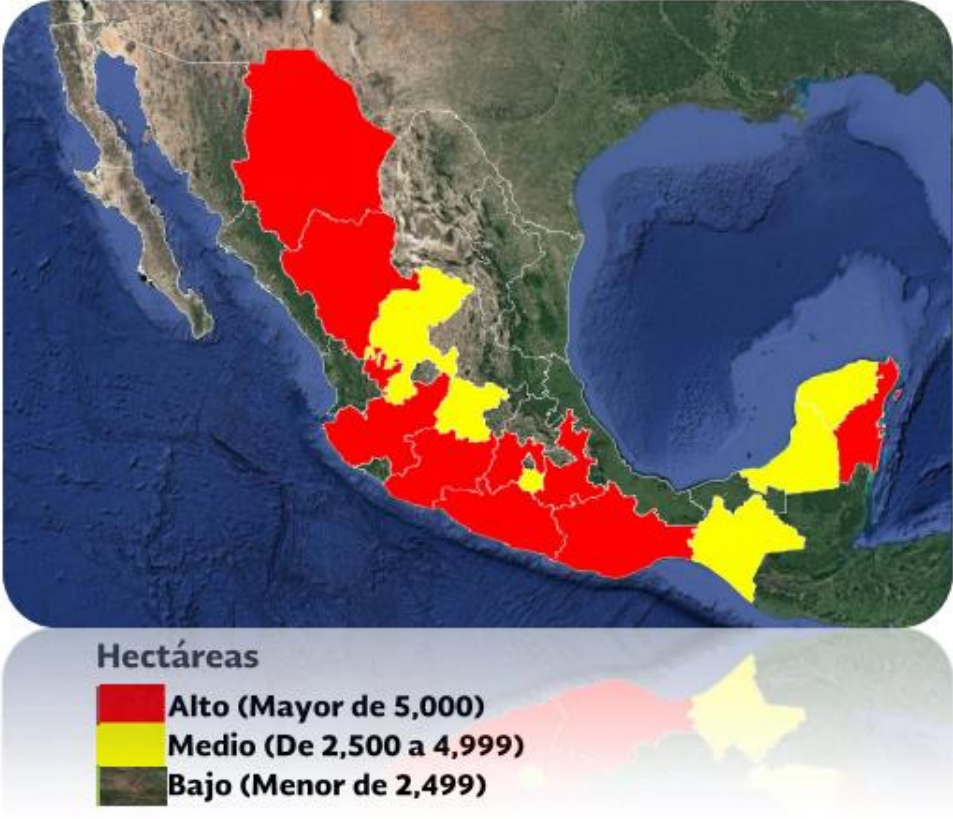 Hectáreas
Alto (Mayor de 5,000)
Medio (De 2,500 a 4,999)
Bajo (Menor de 2,499)